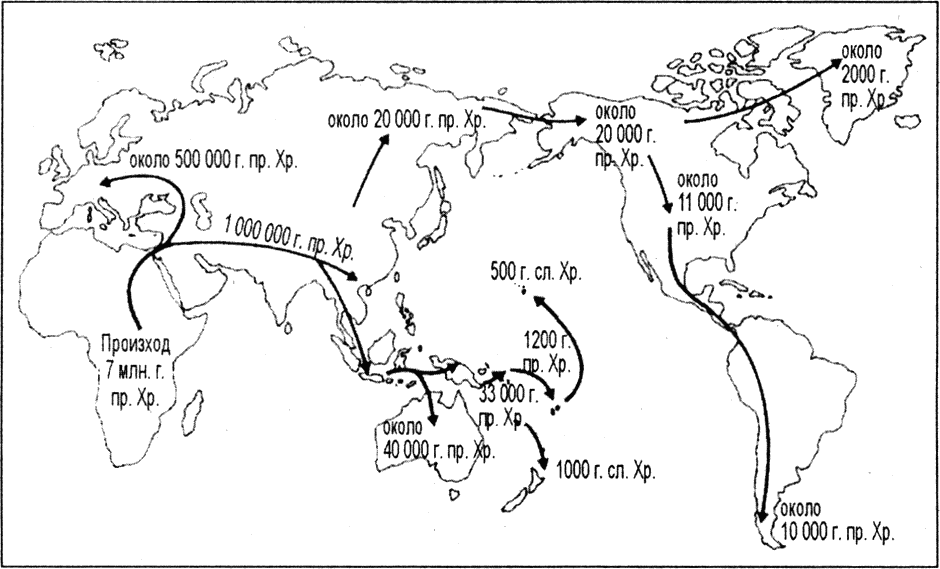 около
2000 г.
пр. Хр.
около 20 000 г. пр. Хр.
около
20 000 г.
пр. Хр.
около 500 000 г. пр. Хр.
около
11 000 г.
пр. Хр.
1 000 000 г. пр. Хр.
500 г. сл. Хр.
Произход
7 млн. г.
пр. Хр.
1200 г.
пр. Хр.
33 000 г.
пр. Хр.
около
40 000 г. пр. Хр.
1000 г. сл. Хр.
около
10 000 г. пр. Хр.